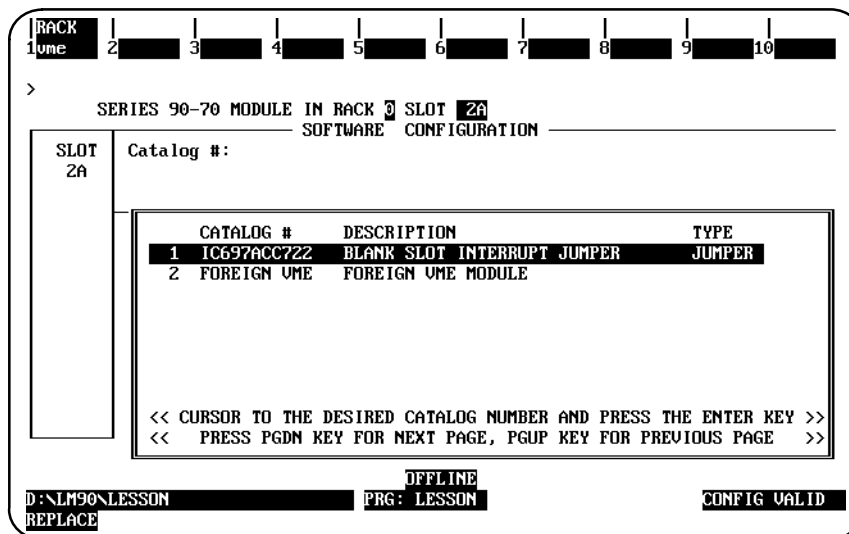 RACK
1vme 2 3 4 5 6 7 8 9 10
>
SERIES 90-70 MODULE IN RACK 0 SLOT 2A
SOFTWARE CONFIGURATION
SLOT Catalog #:
2A
CATALOG # DESCRIPTION TYPE
1 IC697ACC722 BLANK SLOT INTERRUPT JUMPER JUMPER
2 FOREIGN VME FOREIGN VME MODULE
<< CURSOR TO THE DESIRED CATALOG NUMBER AND PRESS THE ENTER KEY >>
<< PRESS PGDN KEY FOR NEXT PAGE, PGUP KEY FOR PREVIOUS PAGE >>
OFFLINE
D:\LM90\LESSON PRG: LESSON CONFIG VALID
REPLACE